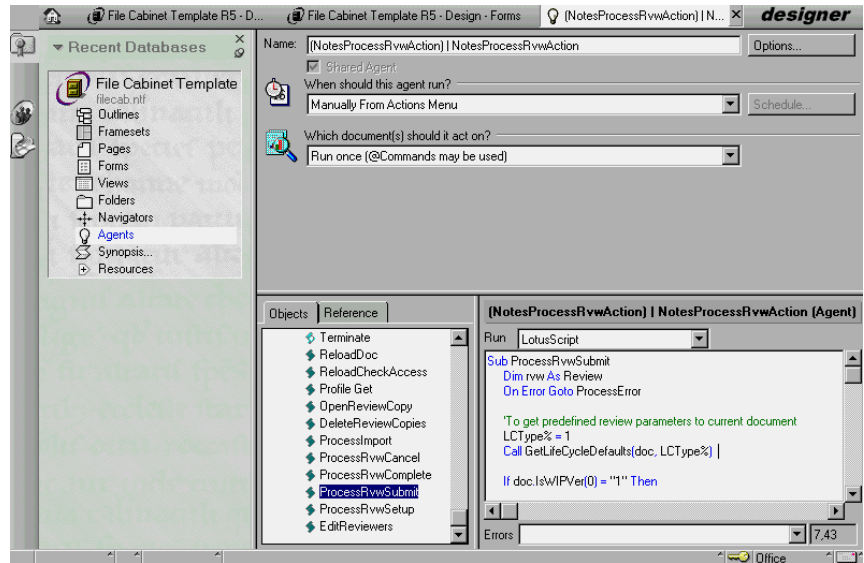 File Cabinet Template R5 - D...
File Cabinet Template R5 - Design - Forms
(NotesProcessRvwAction) | N...
designer
Recent Databases
File Cabinet Template
filecab.ntf
Outlines
Framesets
Pages
Forms
Views
Folders
Navigators
Agents
Synopsis...
Resources
Name: (NotesProcessRvwAction) | NotesProcessRvwAction
Options...
Shared Agent
When should this agent run?
Manually From Actions Menu
Schedule...
Which document(s) should it act on?
Run once (@Commands may be used)
Objects
Reference
Terminate
ReloadDoc
ReloadCheckAccess
Profile Get
OpenReviewCopy
DeleteReviewCopies
ProcessImport
ProcessRvwCancel
ProcessRvwComplete
ProcessRvwSubmit
ProcessRvwSetup
EditReviewers
(NotesProcessRvwAction) | NotesProcessRvwAction (Agent)
Run LotusScript
Sub ProcessRvwSubmit
Dim rvw As Review
On Error Goto ProcessError
'To get predefined review parameters to current document
LCType% = 1
Call GetLifeCycleDefaults(doc, LCType%)
If doc.IsWIPVer(0) = "1" Then
Errors
7,43
Office